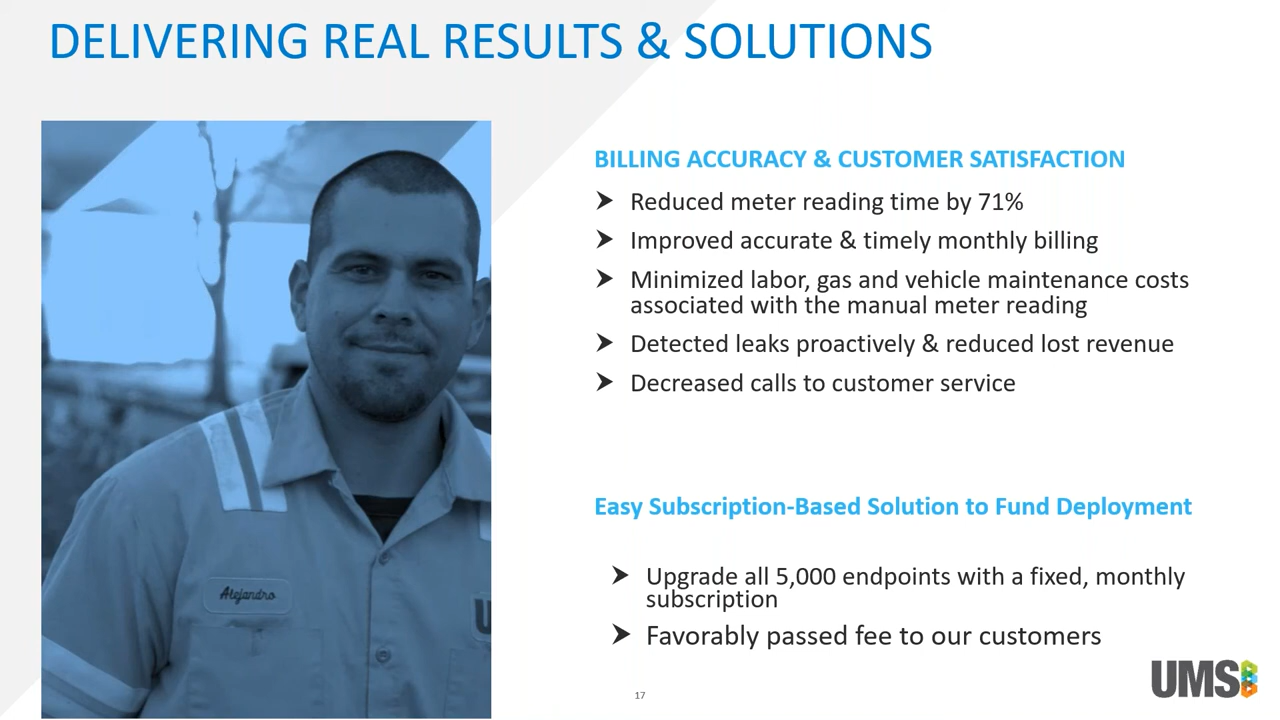 DELIVERING REAL RESULTS & SOLUTIONS
BILLING ACCURACY & CUSTOMER SATISFACTION
Reduced meter reading time by 71%
Improved accurate & timely monthly billing
Minimized labor, gas and vehicle maintenance costs
associated with the manual meter reading
Detected leaks proactively & reduced lost revenue
Decreased calls to customer service
Easy Subscription-Based Solution to Fund Deployment
Upgrade all 5,000 endpoints with a fixed, monthly
subscription
Favorably passed fee to our customers
Alejandro
U
17
UMS